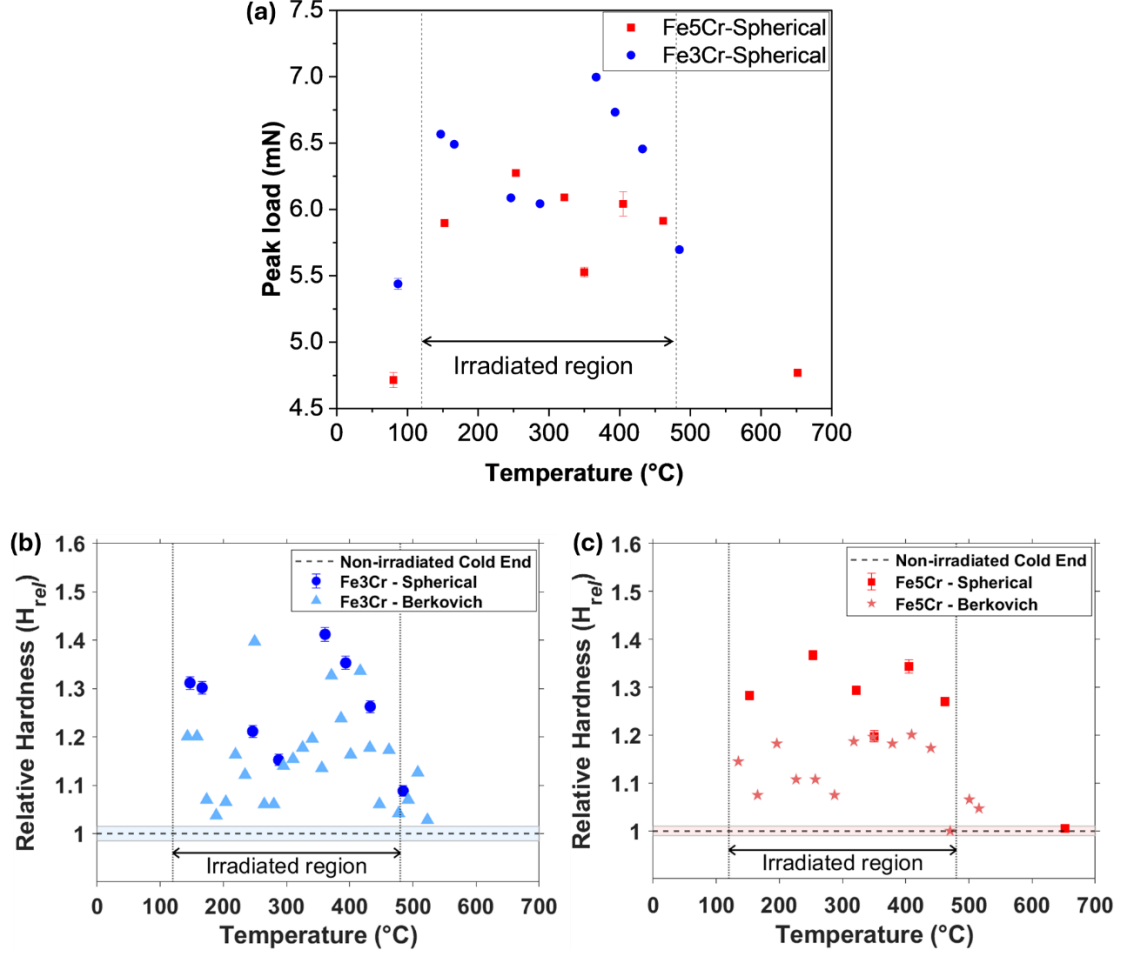 (a)
7.5
7.0
6.5
6.0
5.5
5.0
4.5
Peak load (mN)
Fe5Cr-Spherical
Fe3Cr-Spherical
Irradiated region
0 100 200 300 400 500 600 700
Temperature (°C)
(b)
1.6
1.5
1.4
1.3
1.2
1.1
1
Relative Hardness (H_rel)
Non-irradiated Cold End
Fe3Cr - Spherical
Fe3Cr - Berkovich
Irradiated region
0 100 200 300 400 500 600 700
Temperature (°C)
(c)
1.6
1.5
1.4
1.3
1.2
1.1
1
Relative Hardness (H_rel)
Non-irradiated Cold End
Fe5Cr - Spherical
Fe5Cr - Berkovich
Irradiated region
0 100 200 300 400 500 600 700
Temperature (°C)